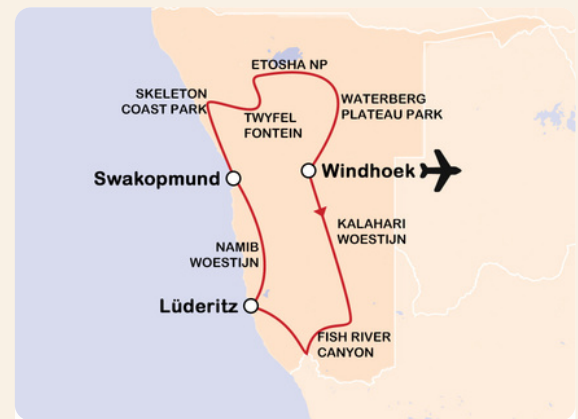 ETOSHA NP
SKELETON
COAST PARK
WATERBERG
PLATEAU PARK
TWYFEL
FONTEIN
Swakopmund
Windhoek
KALAHARI
WOESTIJN
NAMIB
WOESTIJN
Lüderitz
FISH RIVER
CANYON